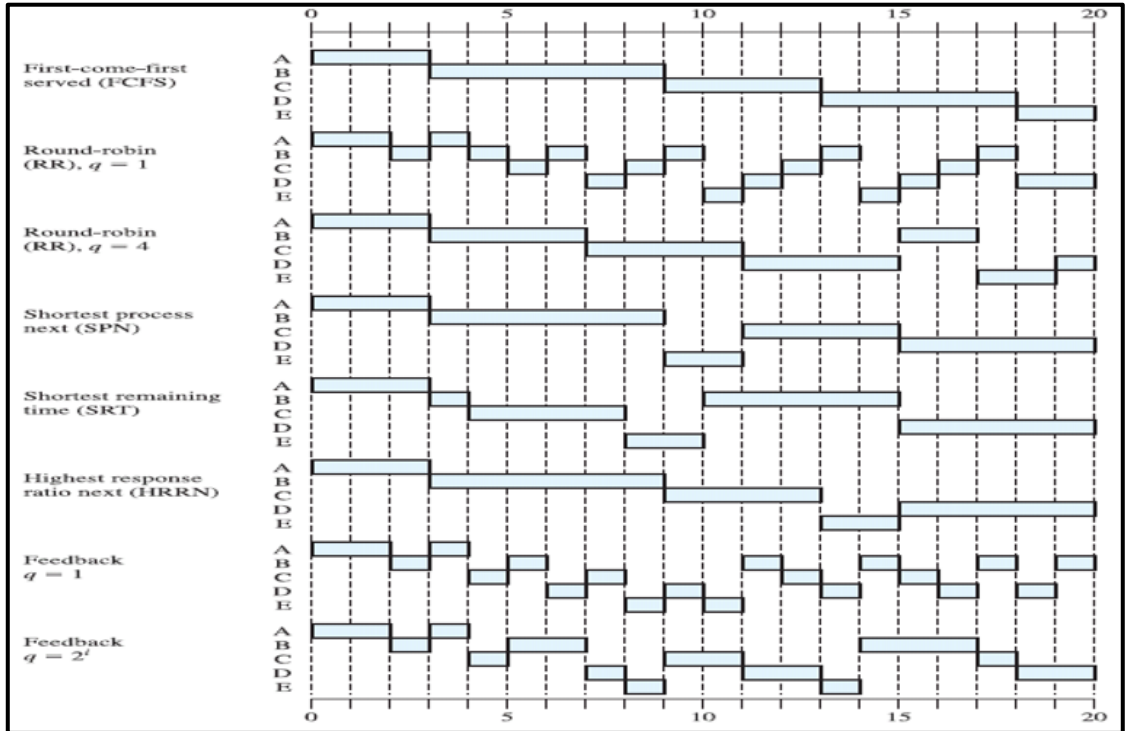 0 5 10 15 20
First-come-first
served (FCFS)
A
B
C
D
E
Round-robin
(RR), q = 1
A
B
C
D
E
Round-robin
(RR), q = 4
A
B
C
D
E
Shortest process
next (SPN)
A
B
C
D
E
Shortest remaining
time (SRT)
A
B
C
D
E
Highest response
ratio next (HRRN)
A
B
C
D
E
Feedback
q = 1
A
B
C
D
E
Feedback
q = 2^i
A
B
C
D
E
0 5 10 15 20